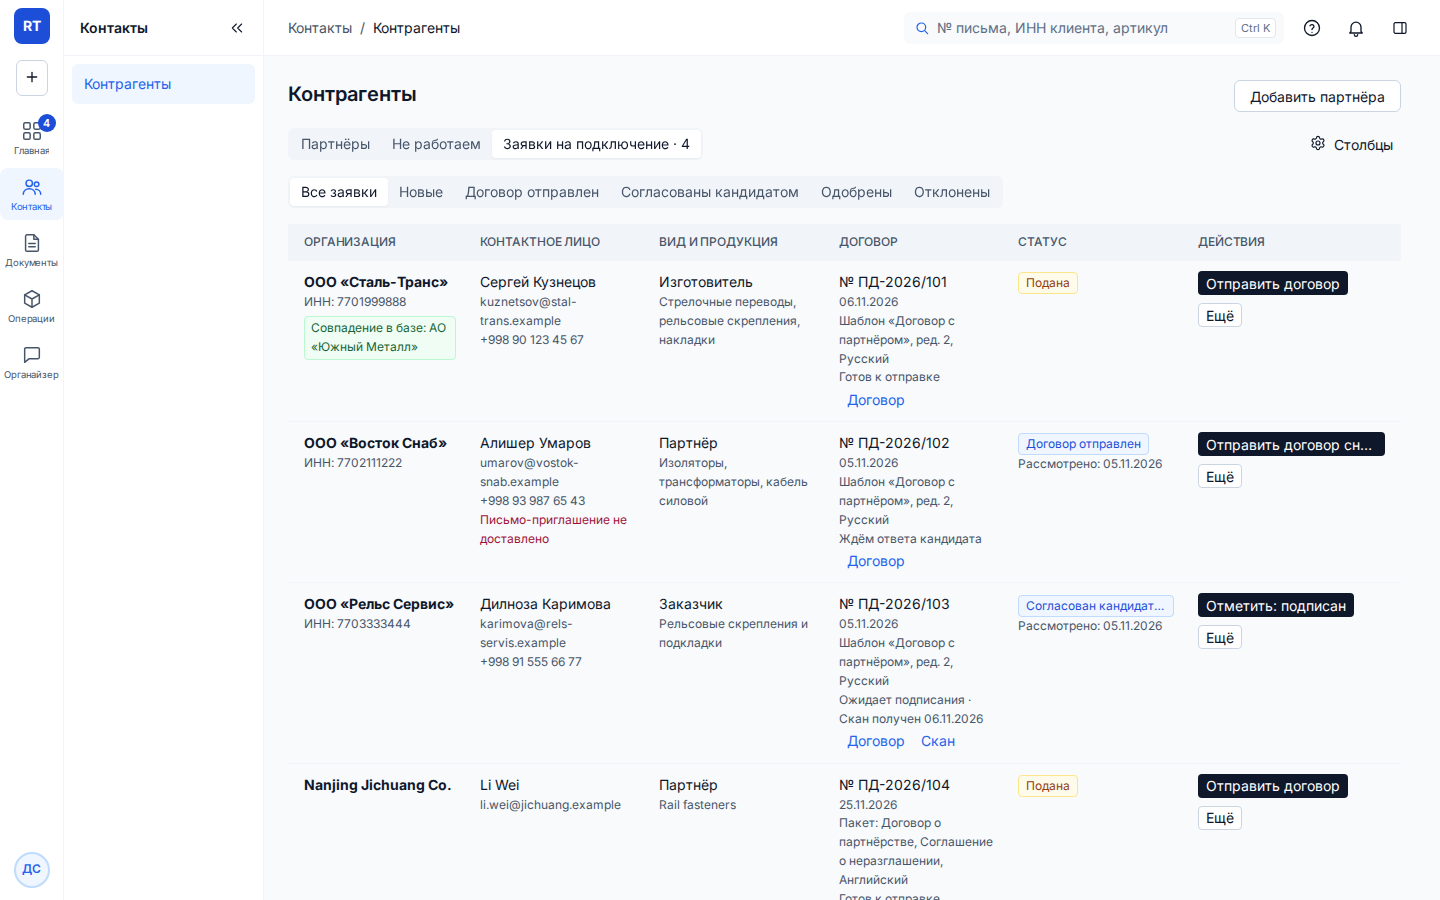 RT
Контакты
Контакты / Контрагенты
№ письма, ИНН клиента, артикул
Ctrl K
4
Главная
Контакты
Документы
Операции
Органайзер
ДС
Контрагенты
Контрагенты
Добавить партнёра
Партнёры
Не работаем
Заявки на подключение · 4
Столбцы
Все заявки
Новые
Договор отправлен
Согласованы кандидатом
Одобрены
Отклонены
ОРГАНИЗАЦИЯ
КОНТАКТНОЕ ЛИЦО
ВИД И ПРОДУКЦИЯ
ДОГОВОР
СТАТУС
ДЕЙСТВИЯ
ООО «Сталь-Транс»
ИНН: 7701999888
Совпадение в базе: АО
«Южный Металл»
Сергей Кузнецов
kuznetsov@stal-
trans.example
+998 90 123 45 67
Изготовитель
Стрелочные переводы,
рельсовые скрепления,
накладки
№ ПД-2026/101
06.11.2026
Шаблон «Договор с
партнёром», ред. 2,
Русский
Готов к отправке
Договор
Подана
Отправить договор
Ещё
ООО «Восток Снаб»
ИНН: 7702111222
Алишер Умаров
umarov@vostok-
snab.example
+998 93 987 65 43
Письмо-приглашение не
доставлено
Партнёр
Изоляторы,
трансформаторы, кабель
силовой
№ ПД-2026/102
05.11.2026
Шаблон «Договор с
партнёром», ред. 2,
Русский
Ждём ответа кандидата
Договор
Договор отправлен
Рассмотрено: 05.11.2026
Отправить договор сн...
Ещё
ООО «Рельс Сервис»
ИНН: 7703333444
Дилноза Каримова
karimova@rels-
servis.example
+998 91 555 66 77
Заказчик
Рельсовые скрепления и
подкладки
№ ПД-2026/103
05.11.2026
Шаблон «Договор с
партнёром», ред. 2,
Русский
Ожидает подписания ·
Скан получен 06.11.2026
Договор Скан
Согласован кандидат...
Рассмотрено: 05.11.2026
Отметить: подписан
Ещё
Nanjing Jichuang Co.
Li Wei
li.wei@jichuang.example
Партнёр
Rail fasteners
№ ПД-2026/104
25.11.2026
Пакет: Договор о
партнёрстве, Соглашение
о неразглашении,
Английский
Готов к отправке
Подана
Отправить договор
Ещё